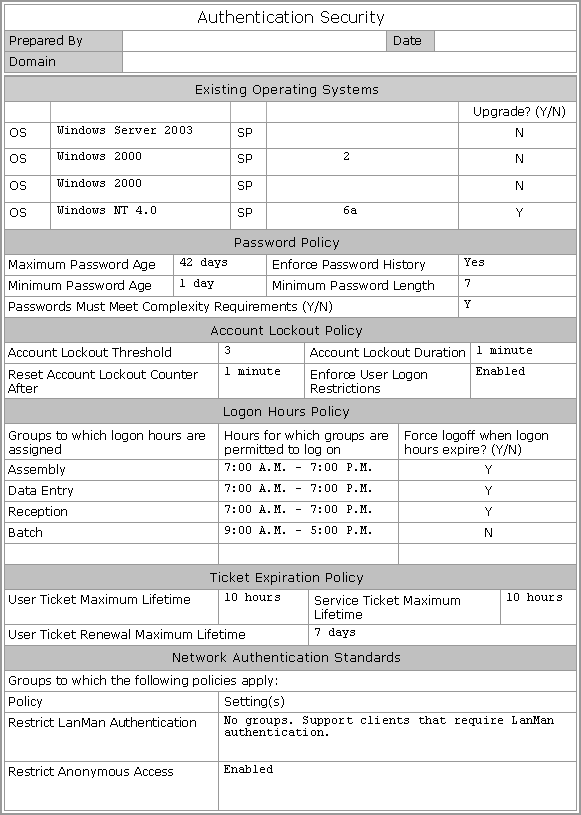 Authentication Security
Prepared By Date
Domain
Existing Operating Systems
Upgrade? (Y/N)
OS Windows Server 2003 SP N
OS Windows 2000 SP 2 N
OS Windows 2000 SP N
OS Windows NT 4.0 SP 6a Y
Password Policy
Maximum Password Age 42 days Enforce Password History Yes
Minimum Password Age 1 day Minimum Password Length 7
Passwords Must Meet Complexity Requirements (Y/N) Y
Account Lockout Policy
Account Lockout Threshold 3 Account Lockout Duration 1 minute
Reset Account Lockout Counter After 1 minute Enforce User Logon Restrictions Enabled
Logon Hours Policy
Groups to which logon hours are assigned Hours for which groups are permitted to log on Force logoff when logon hours expire? (Y/N)
Assembly 7:00 A.M. - 7:00 P.M. Y
Data Entry 7:00 A.M. - 7:00 P.M. Y
Reception 7:00 A.M. - 7:00 P.M. Y
Batch 9:00 A.M. - 5:00 P.M. N
Ticket Expiration Policy
User Ticket Maximum Lifetime 10 hours Service Ticket Maximum Lifetime 10 hours
User Ticket Renewal Maximum Lifetime 7 days
Network Authentication Standards
Groups to which the following policies apply:
Policy Setting(s)
Restrict LanMan Authentication No groups. Support clients that require LanMan authentication.
Restrict Anonymous Access Enabled